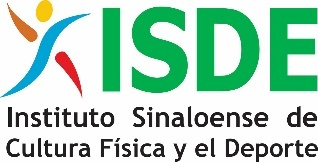 ISDE
Instituto Sinaloense de
Cultura Física y el Deporte